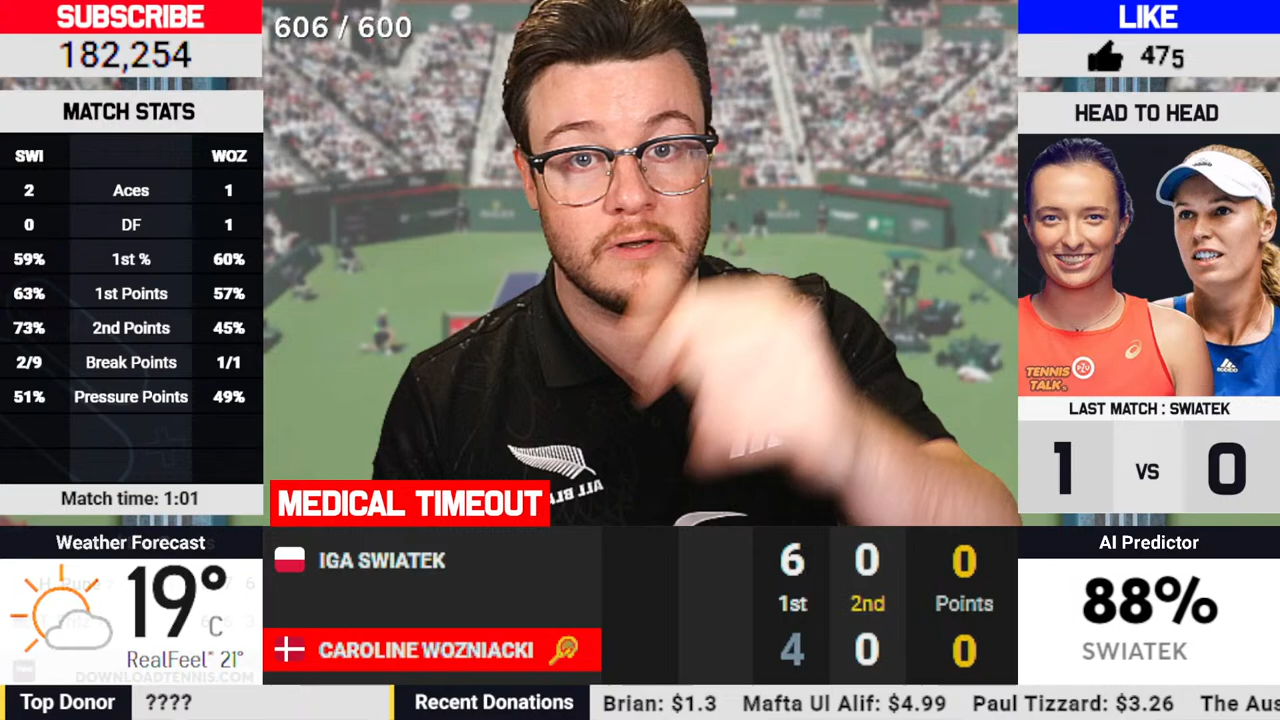 SUBSCRIBE
182,254
MATCH STATS
SWI WOZ
2 Aces 1
0 DF 1
59% 1st % 60%
63% 1st Points 57%
73% 2nd Points 45%
2/9 Break Points 1/1
51% Pressure Points 49%
Match time: 1:01
Weather Forecast
19° C
RealFeel® 21°
DOWNLOADTENNIS.COM
606 / 600
MEDICAL TIMEOUT
IGA SWIATEK 6 0 0
1st 2nd Points
CAROLINE WOZNIACKI 4 0 0
LIKE
475
HEAD TO HEAD
TENNIS
TALK
LAST MATCH : SWIATEK
1 VS 0
AI Predictor
88%
SWIATEK
Top Donor ????
Recent Donations Brian: $1.3 Mafta Ul Alif: $4.99 Paul Tizzard: $3.26 The Aus